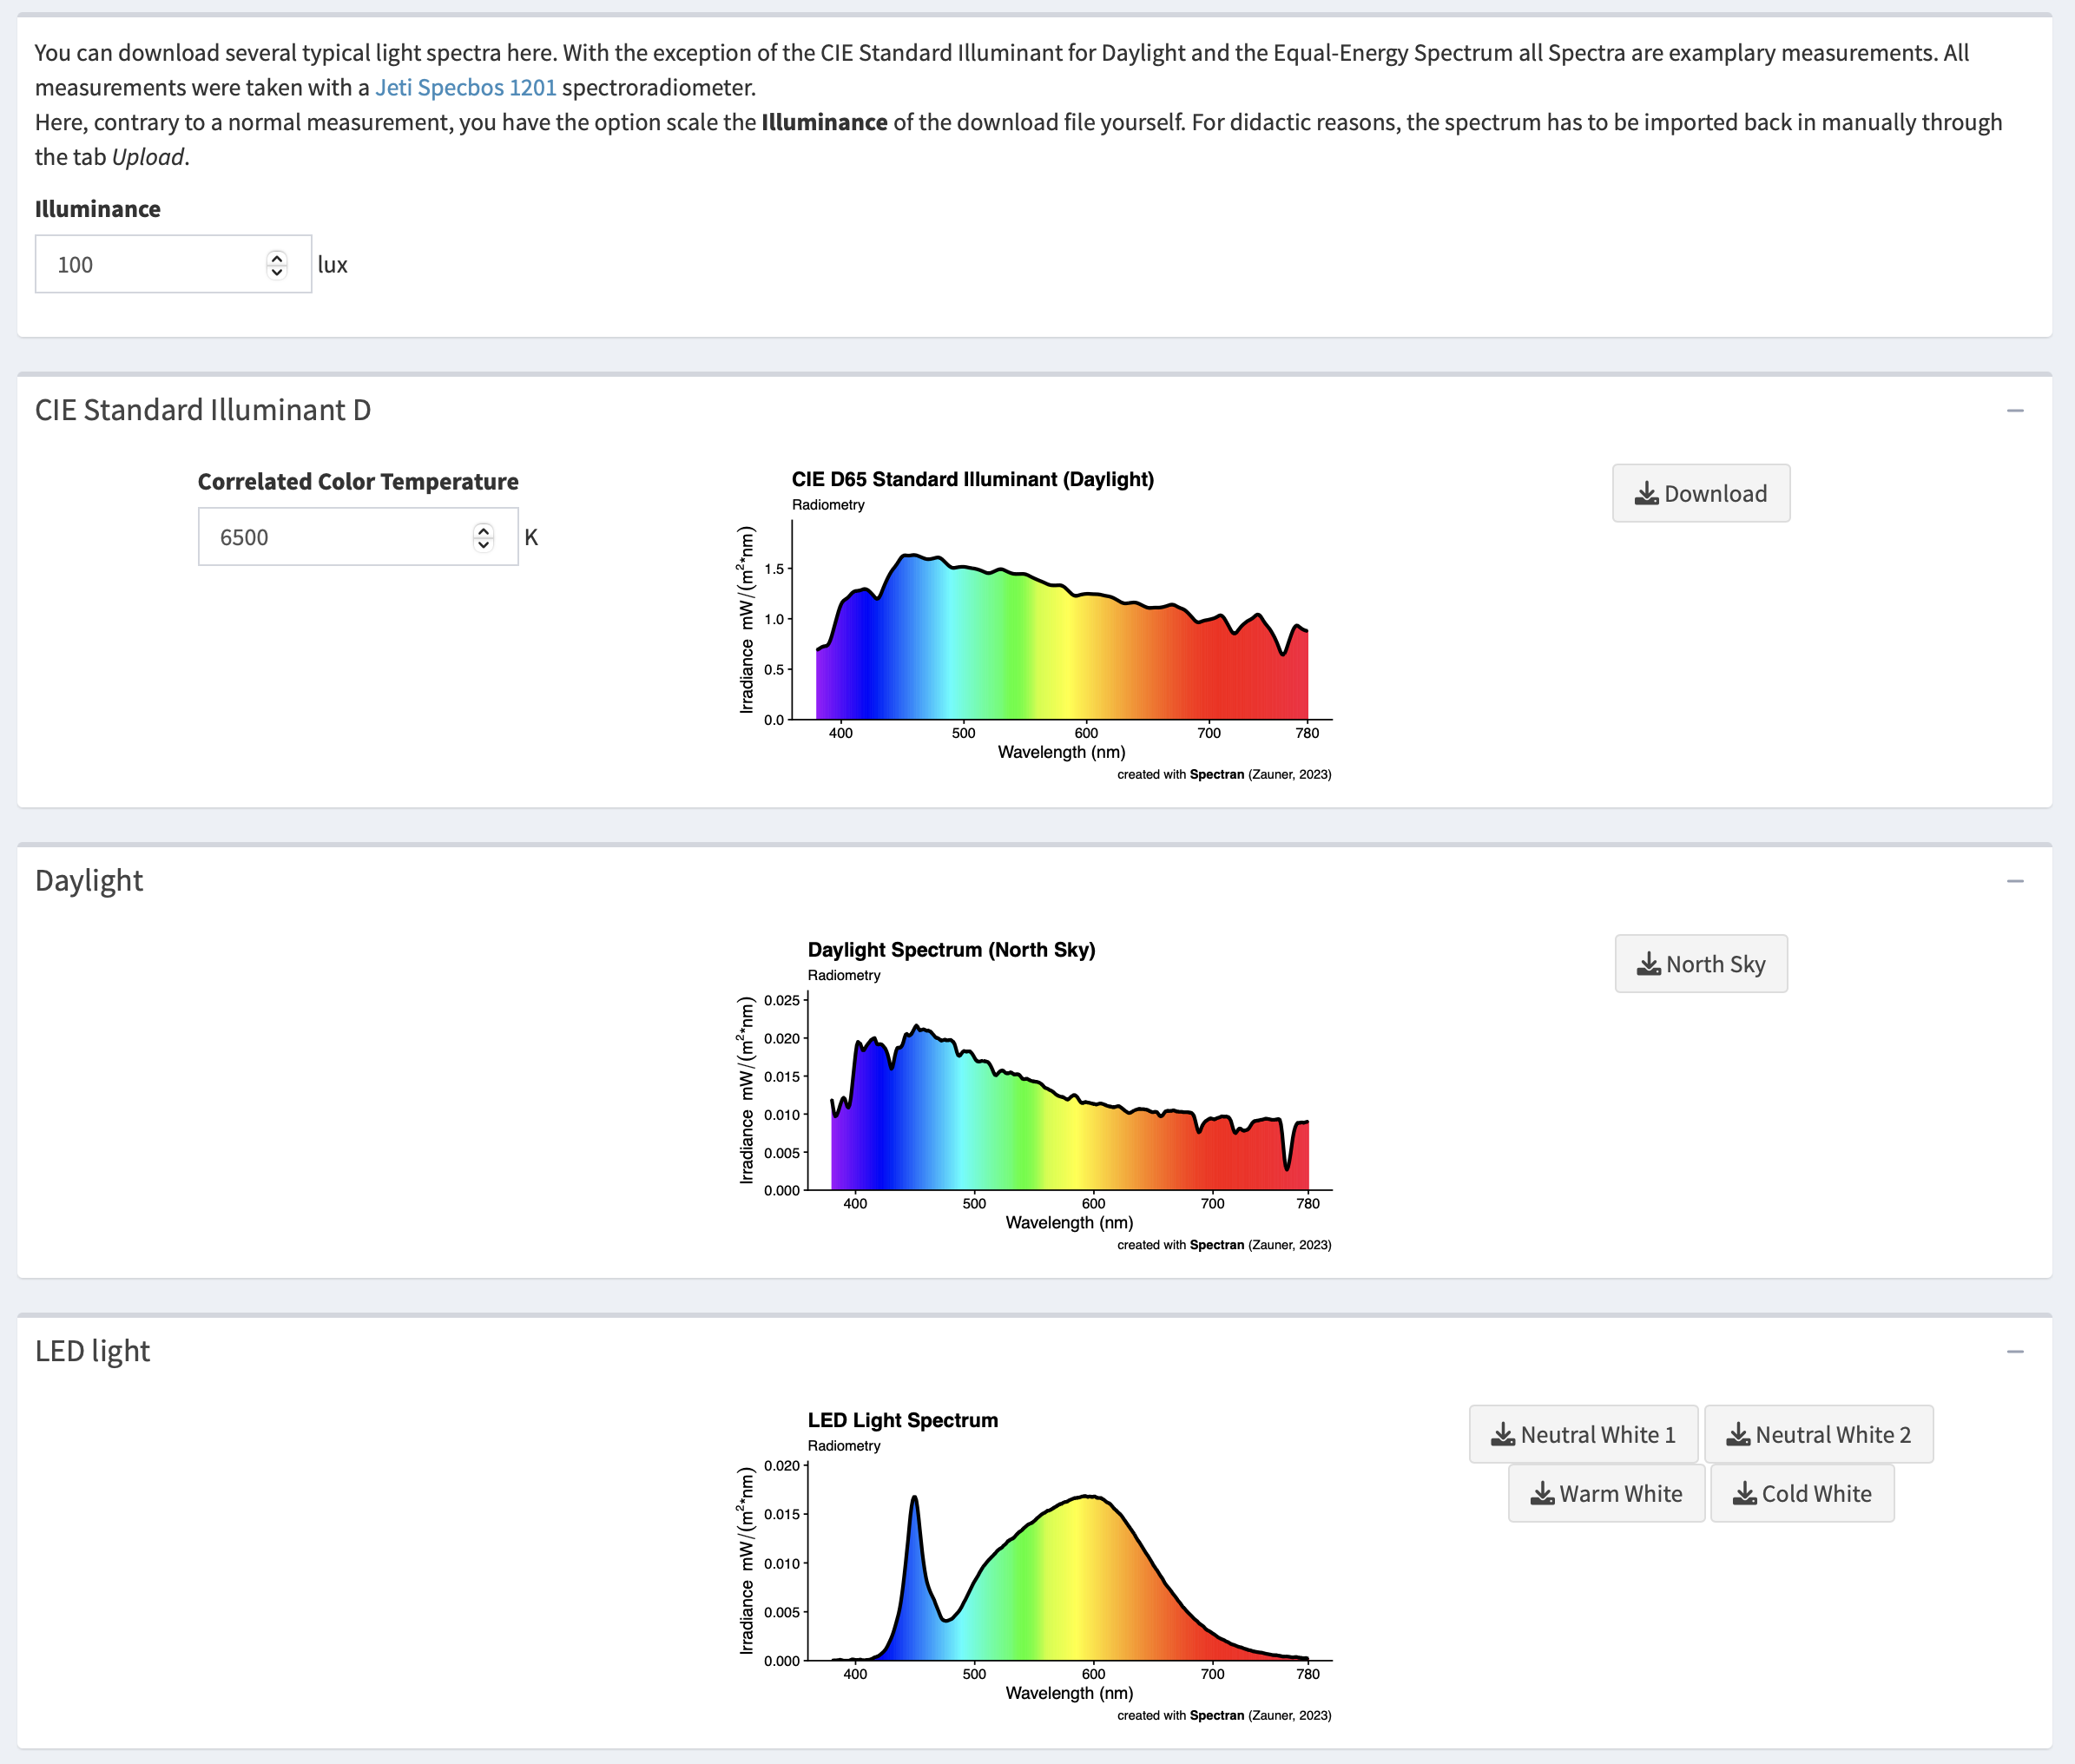 You can download several typical light spectra here. With the exception of the CIE Standard Illuminant for Daylight and the Equal-Energy Spectrum all Spectra are examplary measurements. All
measurements were taken with a Jeti Specbos 1201 spectroradiometer.
Here, contrary to a normal measurement, you have the option scale the Illuminance of the download file yourself. For didactic reasons, the spectrum has to be imported back in manually through
the tab Upload.
Illuminance
100 lux
CIE Standard Illuminant D
Correlated Color Temperature
6500 K
CIE D65 Standard Illuminant (Daylight)
Radiometry
Irradiance mW/(m²*nm)
1.5
1.0
0.5
0.0
400 500 600 700 780
Wavelength (nm)
created with Spectran (Zauner, 2023)
Download
Daylight
Daylight Spectrum (North Sky)
Radiometry
Irradiance mW/(m²*nm)
0.025
0.020
0.015
0.010
0.005
0.000
400 500 600 700 780
Wavelength (nm)
created with Spectran (Zauner, 2023)
North Sky
LED light
LED Light Spectrum
Radiometry
Irradiance mW/(m²*nm)
0.020
0.015
0.010
0.005
0.000
400 500 600 700 780
Wavelength (nm)
created with Spectran (Zauner, 2023)
Neutral White 1 Neutral White 2
Warm White Cold White